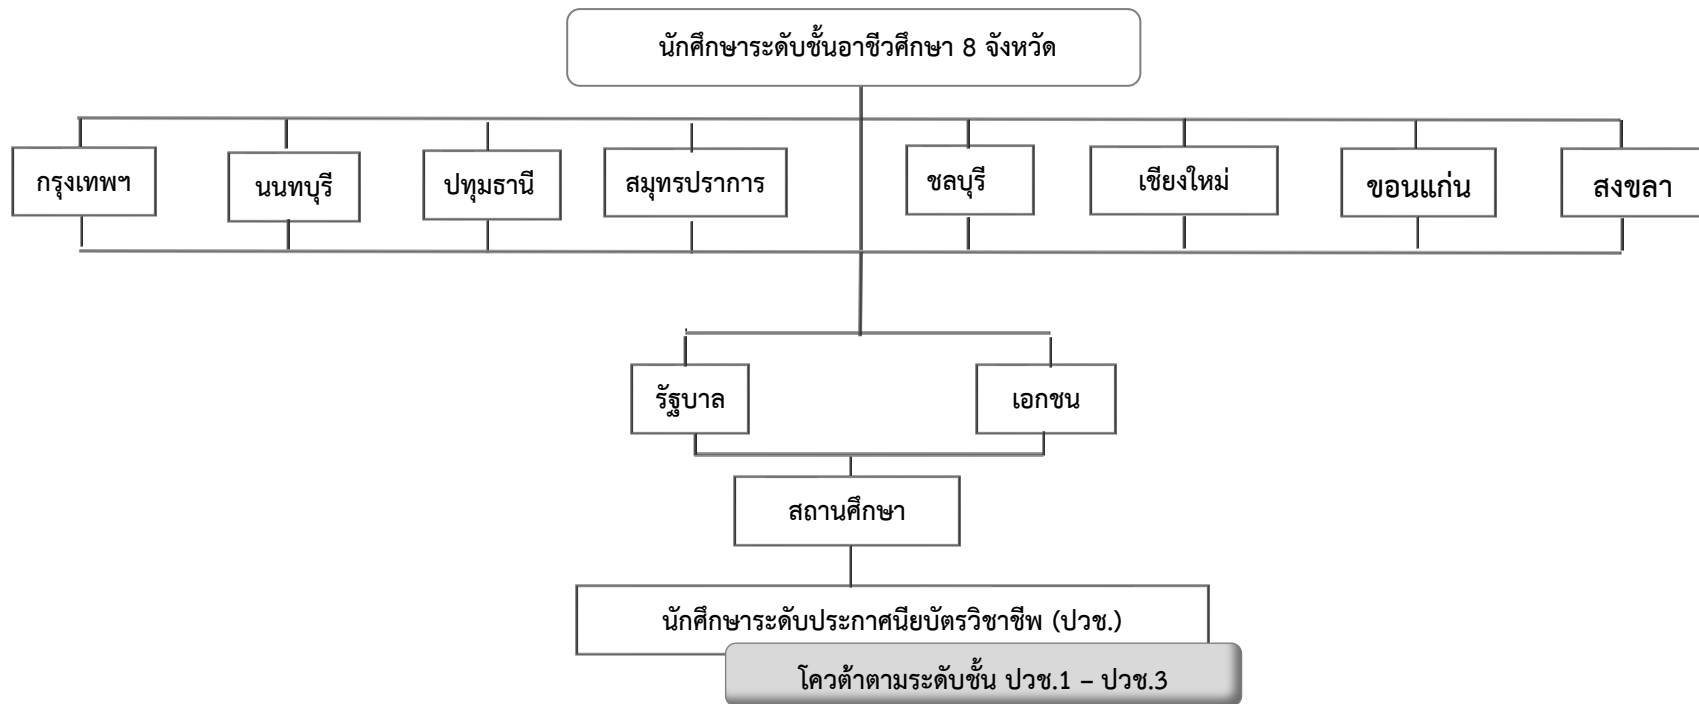 นักศึกษาระดับชั้นอาชีวศึกษา 8 จังหวัด
กรุงเทพฯ
นนทบุรี
ปทุมธานี
สมุทรปราการ
ชลบุรี
เชียงใหม่
ขอนแก่น
สงขลา
รัฐบาล
เอกชน
สถานศึกษา
นักศึกษาระดับประกาศนียบัตรวิชาชีพ (ปวช.)
โควต้าตามระดับชั้น ปวช.1 – ปวช.3